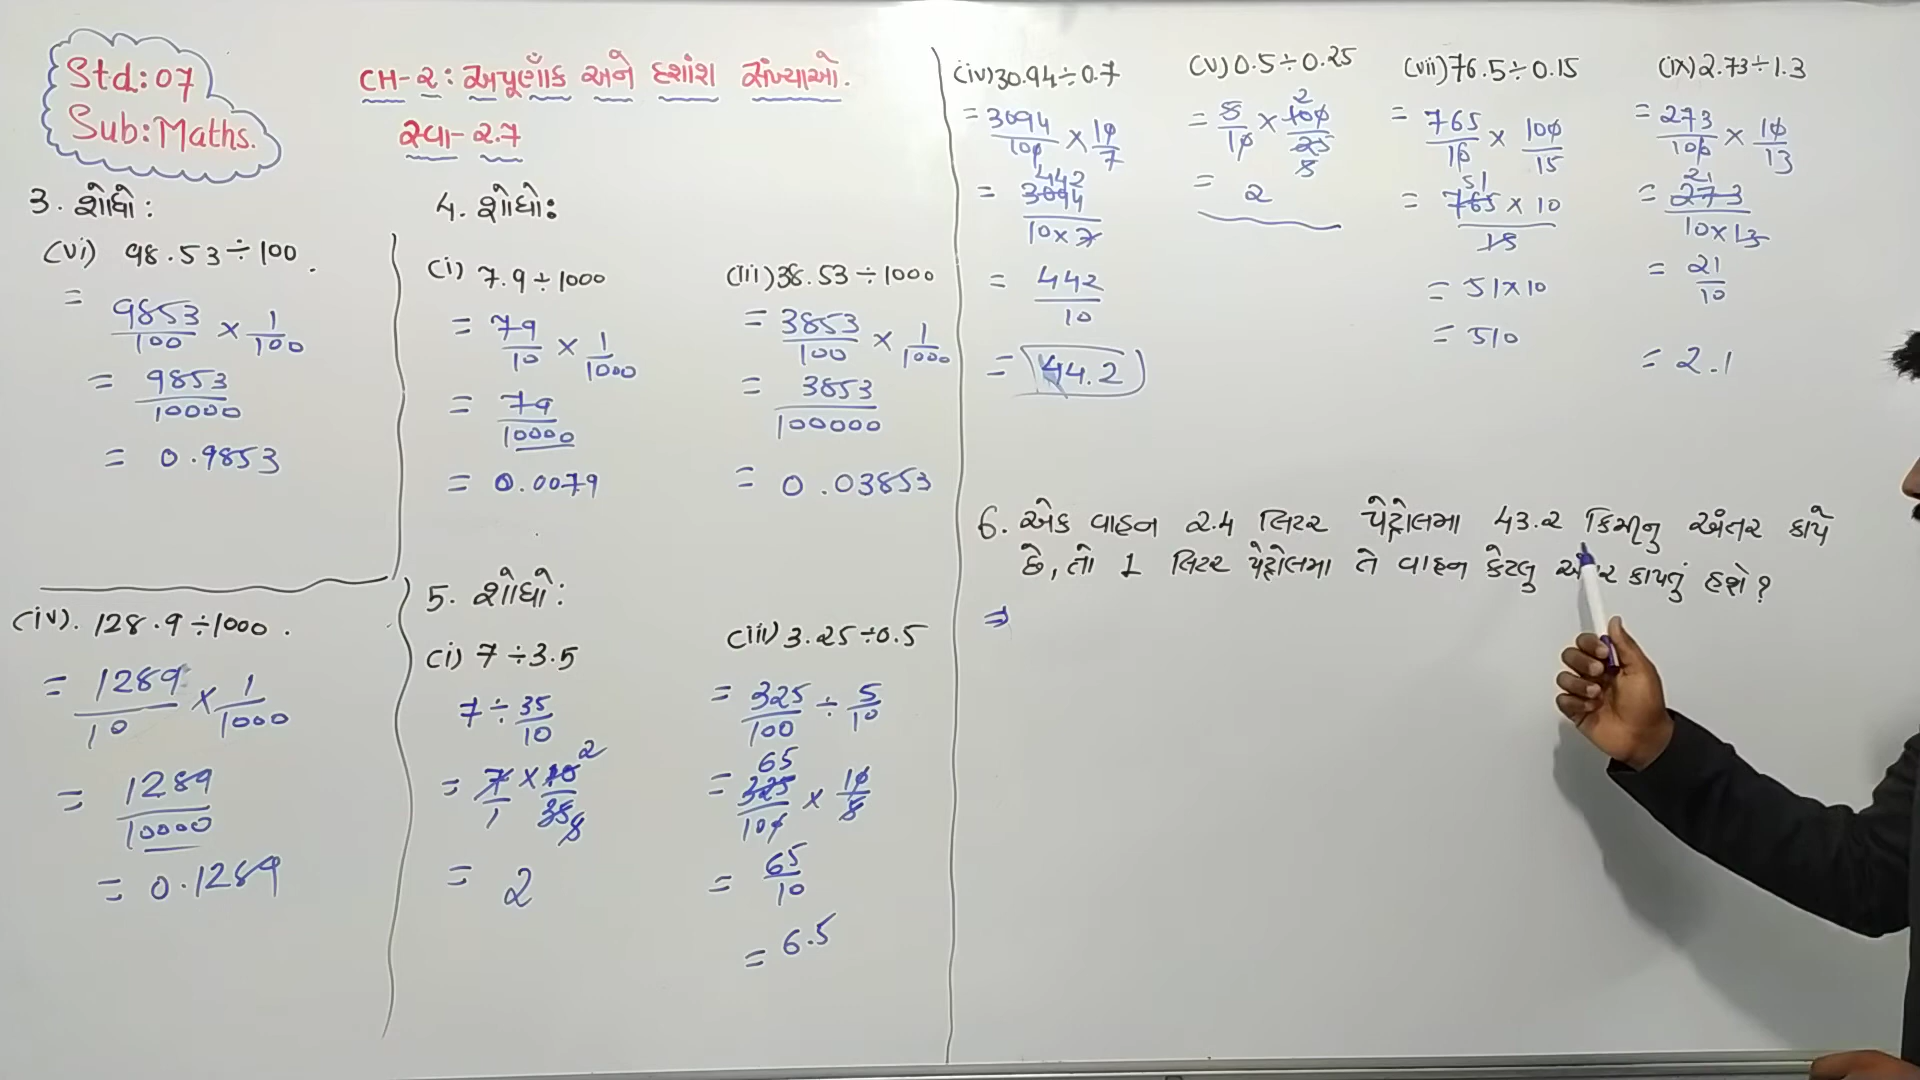 Std:07
Sub:Maths.
CH-૨: અપૂર્ણાંક અને દશાંશ સંખ્યાઓ.
સ્વા- ૨.7
3. શોધો:
(vi) 98.53÷100.
= 9853/100 × 1/100
= 9853/10000
= 0.9853
(iv). 128.9÷1000.
= 1289/10 × 1/1000
= 1289/10000
= 0.1289
4. શોધો:
(i) 7.9÷1000
= 79/10 × 1/1000
= 79/10000
= 0.0079
(iii) 38.53÷1000
= 3853/100 × 1/1000
= 3853/100000
= 0.03853
5. શોધો:
(i) 7÷3.5
7÷35/10
= 7/1 × 10/35
= 2
(iii) 3.25÷0.5
= 325/100 ÷ 5/10
= 325/100 × 10/5
= 65/10
= 6.5
(iv) 30.94÷0.7
= 3094/100 × 10/7
= 3094/10×7
= 442/10
= 44.2
(v) 0.5÷0.25
= 5/10 × 100/25
= 2
(vii) 76.5÷0.15
= 765/10 × 100/15
= 765×10/15
= 51×10
= 510
(ix) 2.73÷1.3
= 273/100 × 10/13
= 273/10×13
= 21/10
= 2.1
6. એક વાહન 2.4 લિટર પેટ્રોલમા 43.2 કિમીનુ અંતર કાપે
છે, તો 1 લિટર પેટ્રોલમા તે વાહન કેટલુ કાપતું હશે?
⇒